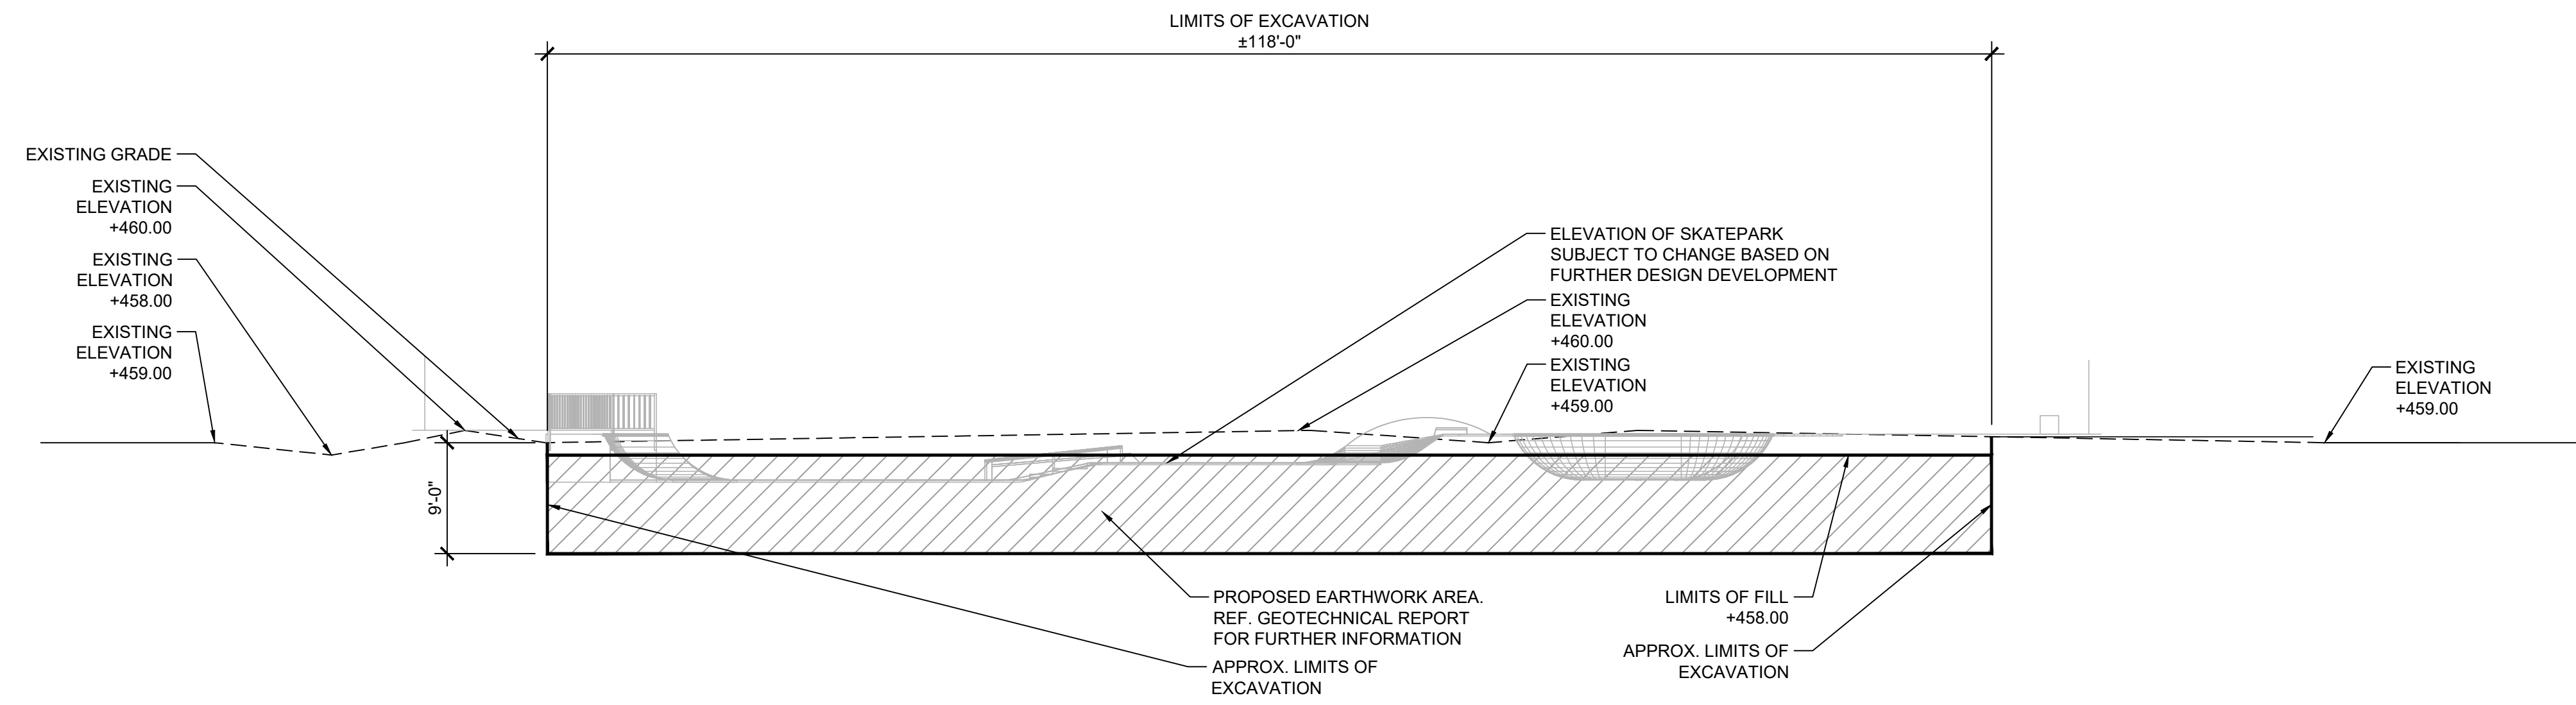 LIMITS OF EXCAVATION
±118'-0"
EXISTING GRADE
EXISTING
ELEVATION
+460.00
EXISTING
ELEVATION
+458.00
EXISTING
ELEVATION
+459.00
ELEVATION OF SKATEPARK
SUBJECT TO CHANGE BASED ON
FURTHER DESIGN DEVELOPMENT
EXISTING
ELEVATION
+460.00
EXISTING
ELEVATION
+459.00
EXISTING
ELEVATION
+459.00
9'-0"
PROPOSED EARTHWORK AREA.
REF. GEOTECHNICAL REPORT
FOR FURTHER INFORMATION
APPROX. LIMITS OF
EXCAVATION
LIMITS OF FILL
+458.00
APPROX. LIMITS OF
EXCAVATION